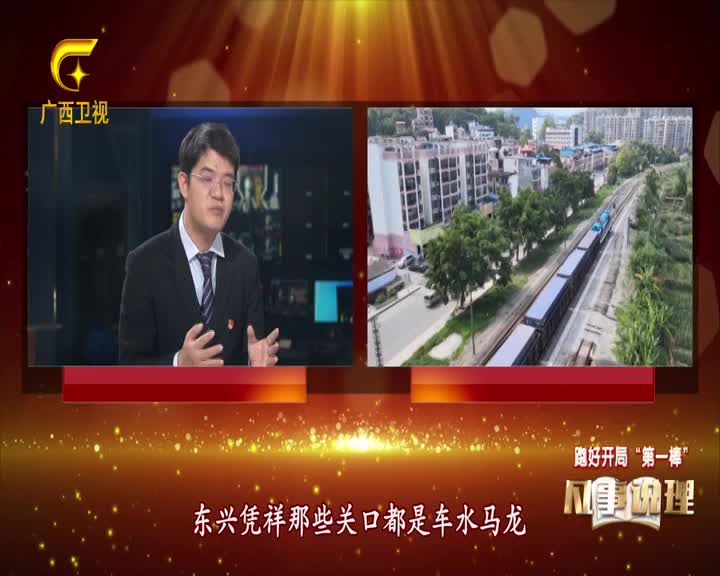 广西卫视
跑好开局“第一棒”
凡事说理
东兴凭祥那些关口都是车水马龙